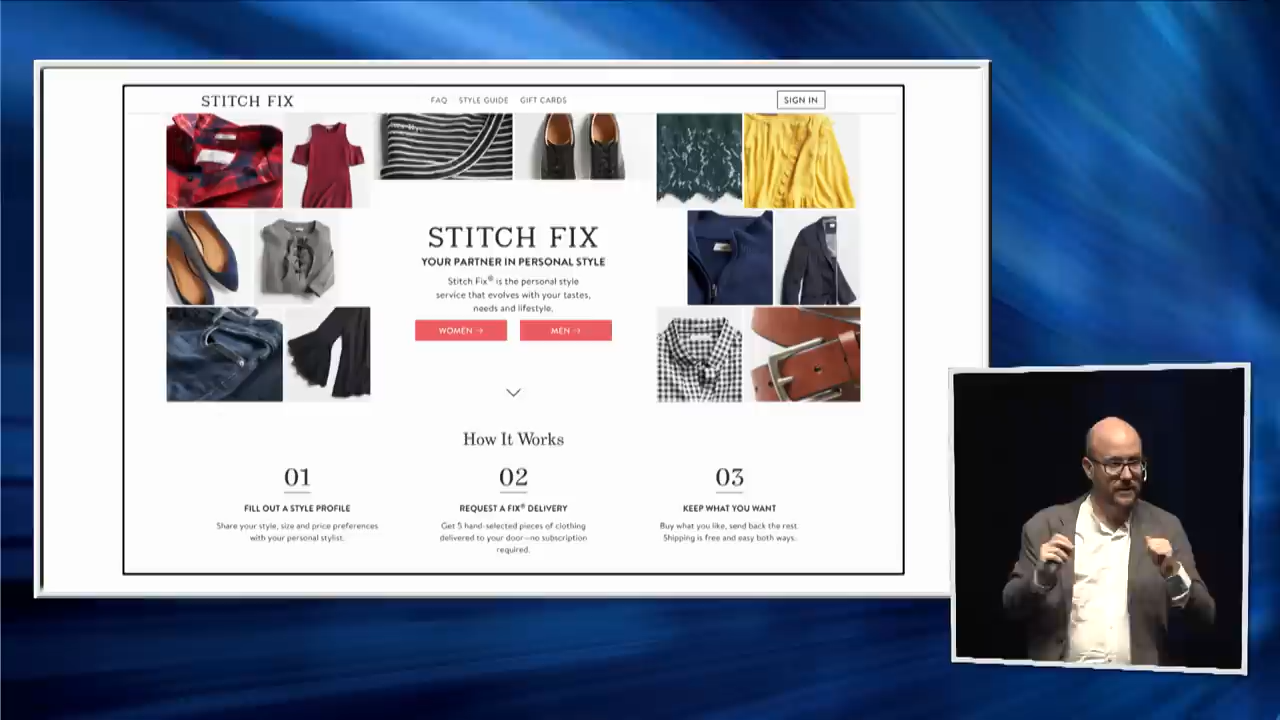 STITCH FIX
FAQ STYLE GUIDE GIFT CARDS
SIGN IN
STITCH FIX
YOUR PARTNER IN PERSONAL STYLE
Stitch Fix® is the personal style
service that evolves with your tastes,
needs and lifestyle.
WOMEN →
MEN →
How It Works
01
FILL OUT A STYLE PROFILE
Share your style, size and price preferences
with your personal stylist.
02
REQUEST A FIX® DELIVERY
Get 5 hand-selected pieces of clothing
delivered to your door—no subscription
required.
03
KEEP WHAT YOU WANT
Buy what you like, send back the rest.
Shipping is free and easy both ways.